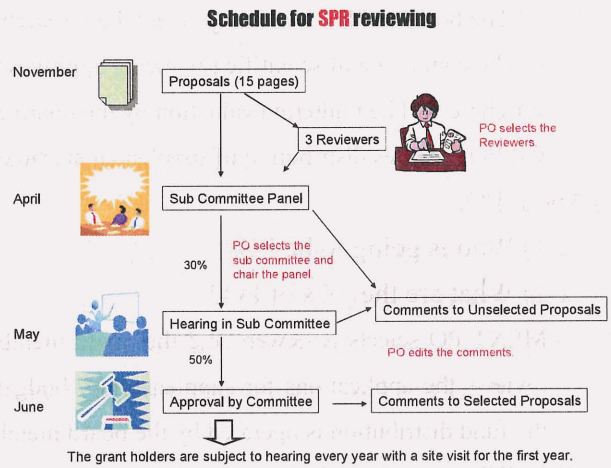 Schedule for SPR reviewing
November
Proposals (15 pages)
3 Reviewers
PO selects the
Reviewers
April
Sub Committee Panel
30%
PO selects the
sub committee and
chair the panel
May
Hearing in Sub Committee
Comments to Unselected Proposals
PO edits the comments.
50%
June
Approval by Committee
Comments to Selected Proposals
The grant holders are subject to hearing every year with a site visit for the first year.